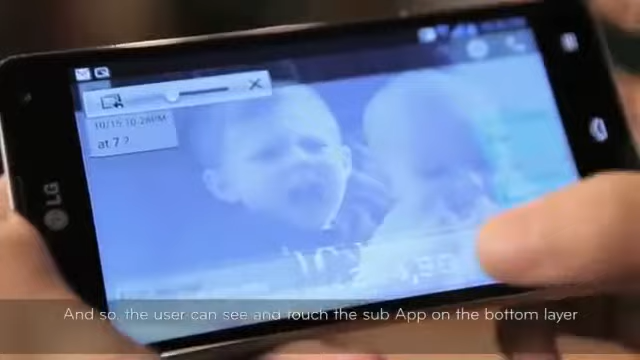 10/15 10:26PM
at 7 ?
LG
And so, the user can see and touch the sub App on the bottom layer